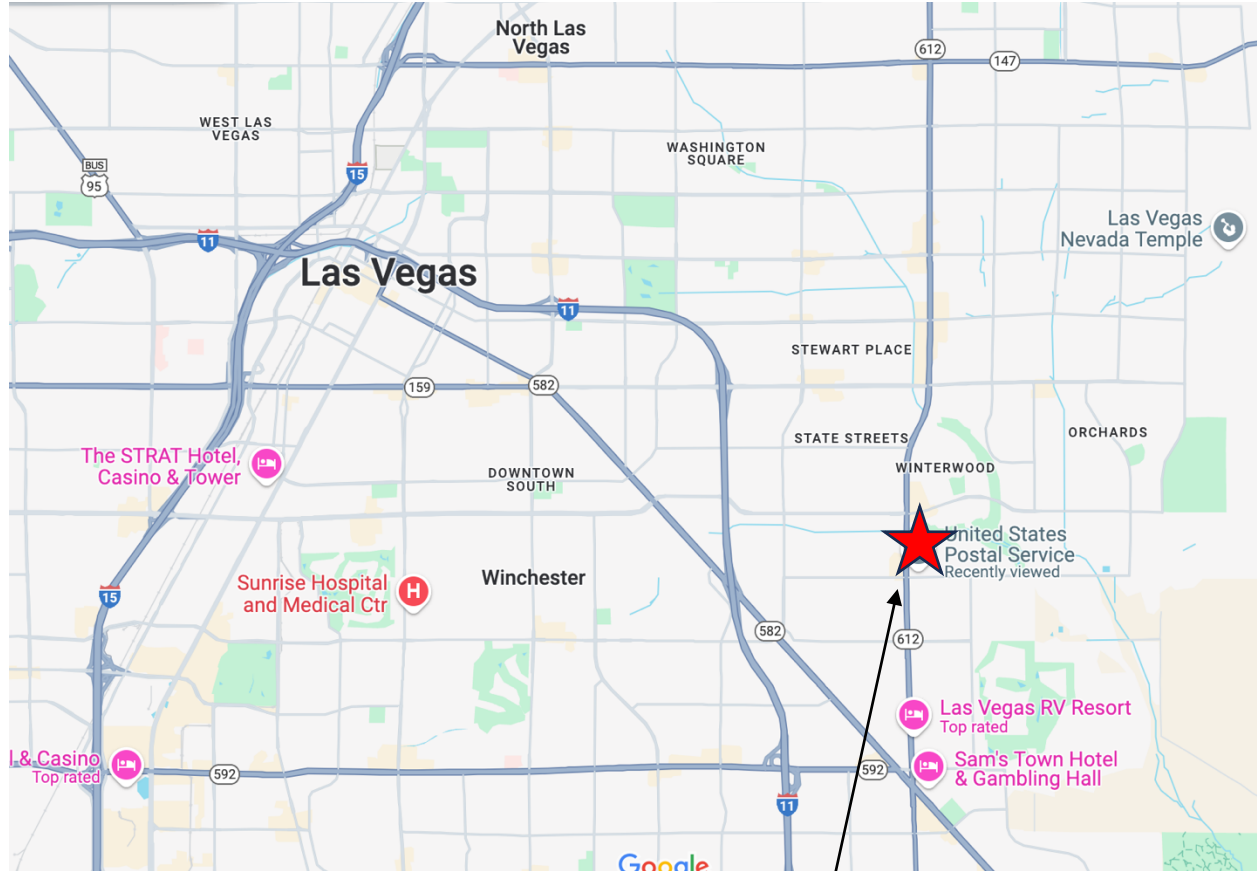 North Las
Vegas
612
147
WEST LAS
VEGAS
WASHINGTON
SQUARE
15
BUS
95
Las Vegas
Nevada Temple
11
Las Vegas
11
STEWART PLACE
159
582
ORCHARDS
STATE STREETS
The STRAT Hotel,
Casino & Tower
WINTERWOOD
DOWNTOWN
SOUTH
United States
Postal Service
Recently viewed
Winchester
Sunrise Hospital
and Medical Ctr
H
15
582
612
Las Vegas RV Resort
Top rated
l & Casino
Top rated
592
592
Sam's Town Hotel
& Gambling Hall
11
Google